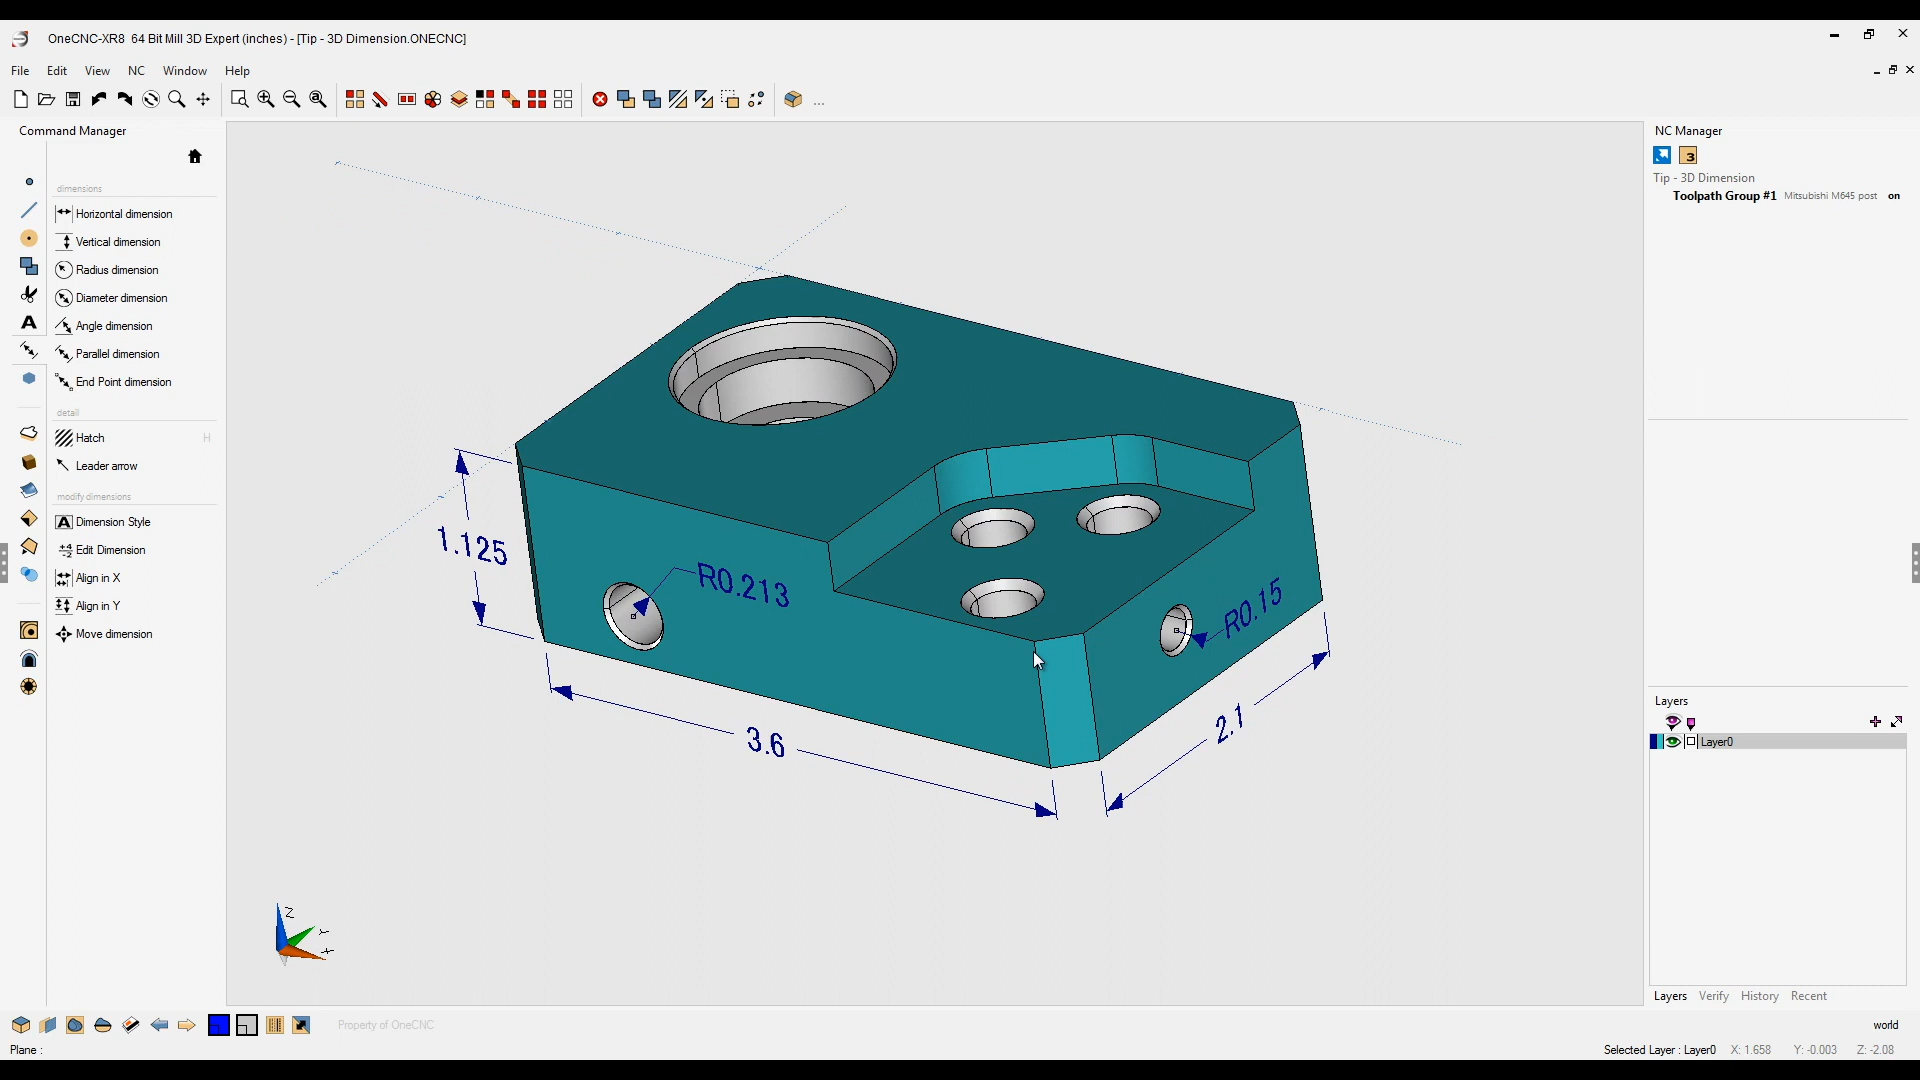 OneCNC-XR8 64 Bit Mill 3D Expert (inches) - [Tip - 3D Dimension.ONECNC]
File Edit View NC Window Help
Command Manager
dimensions
Horizontal dimension
Vertical dimension
Radius dimension
Diameter dimension
Angle dimension
Parallel dimension
End Point dimension
detail
Hatch H
Leader arrow
modify dimensions
Dimension Style
Edit Dimension
Align in X
Align in Y
Move dimension
1.125
R0.213
R0.15
3.6
2.1
Z
Y
X
NC Manager
3
Tip - 3D Dimension
Toolpath Group #1 Mitsubishi M645 post on
Layers
Layer0
Layers Verify History Recent
Property of OneCNC
world
Plane :
Selected Layer : Layer0 X: 1.658 Y: -0.003 Z: -2.08